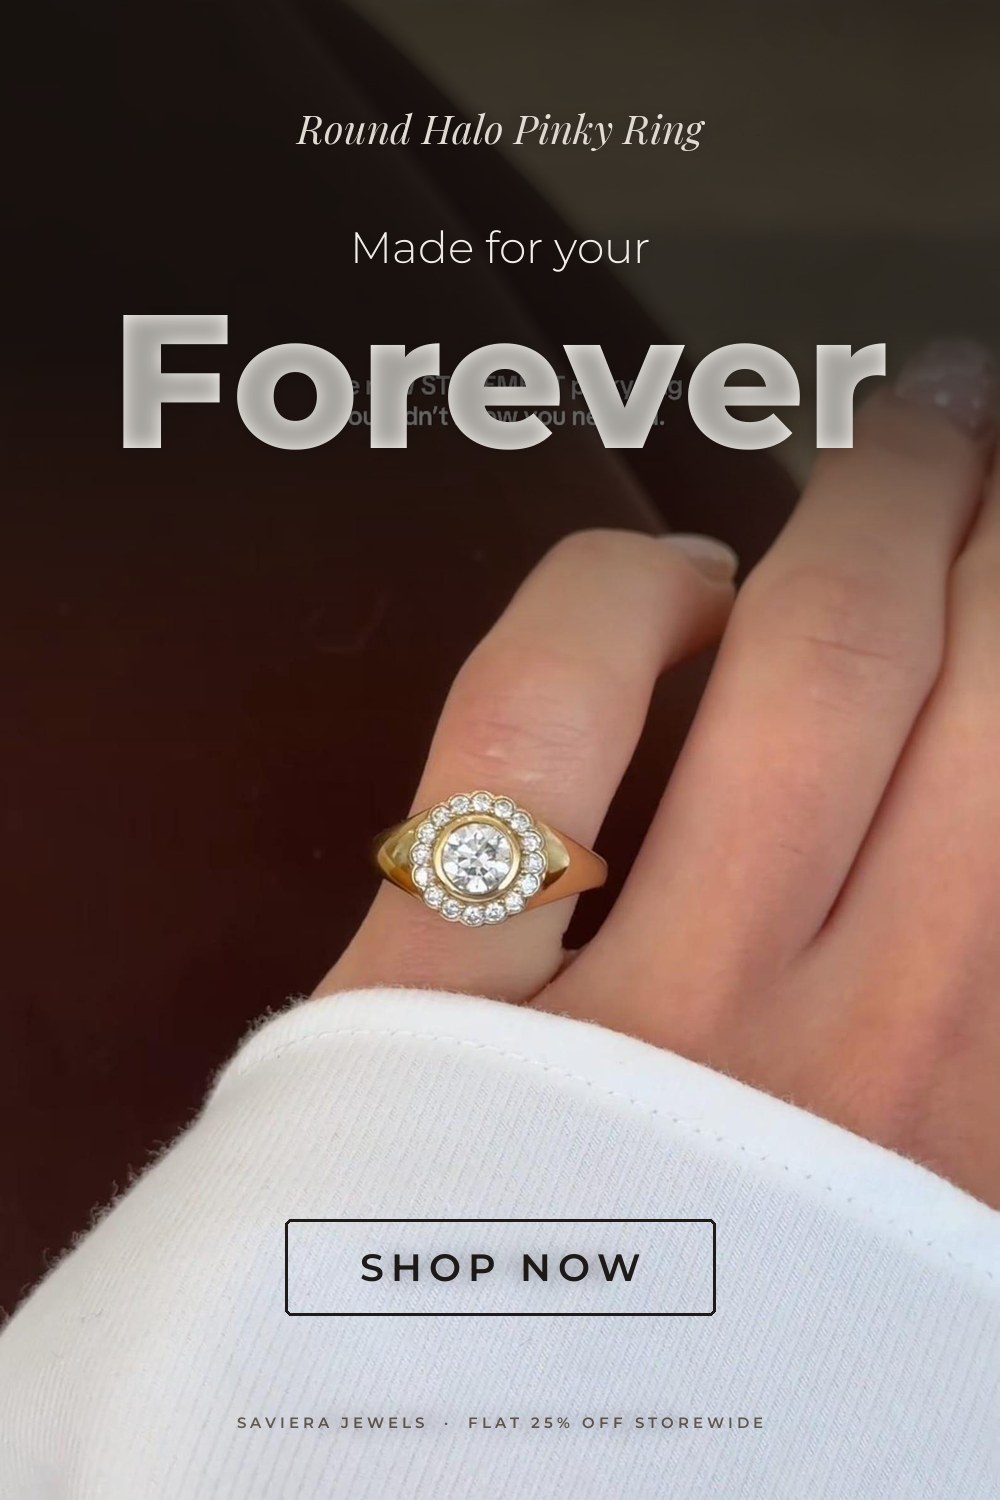 Round Halo Pinky Ring
Made for your
Forever
SHOP NOW
SAVIERA JEWELS · FLAT 25% OFF STOREWIDE